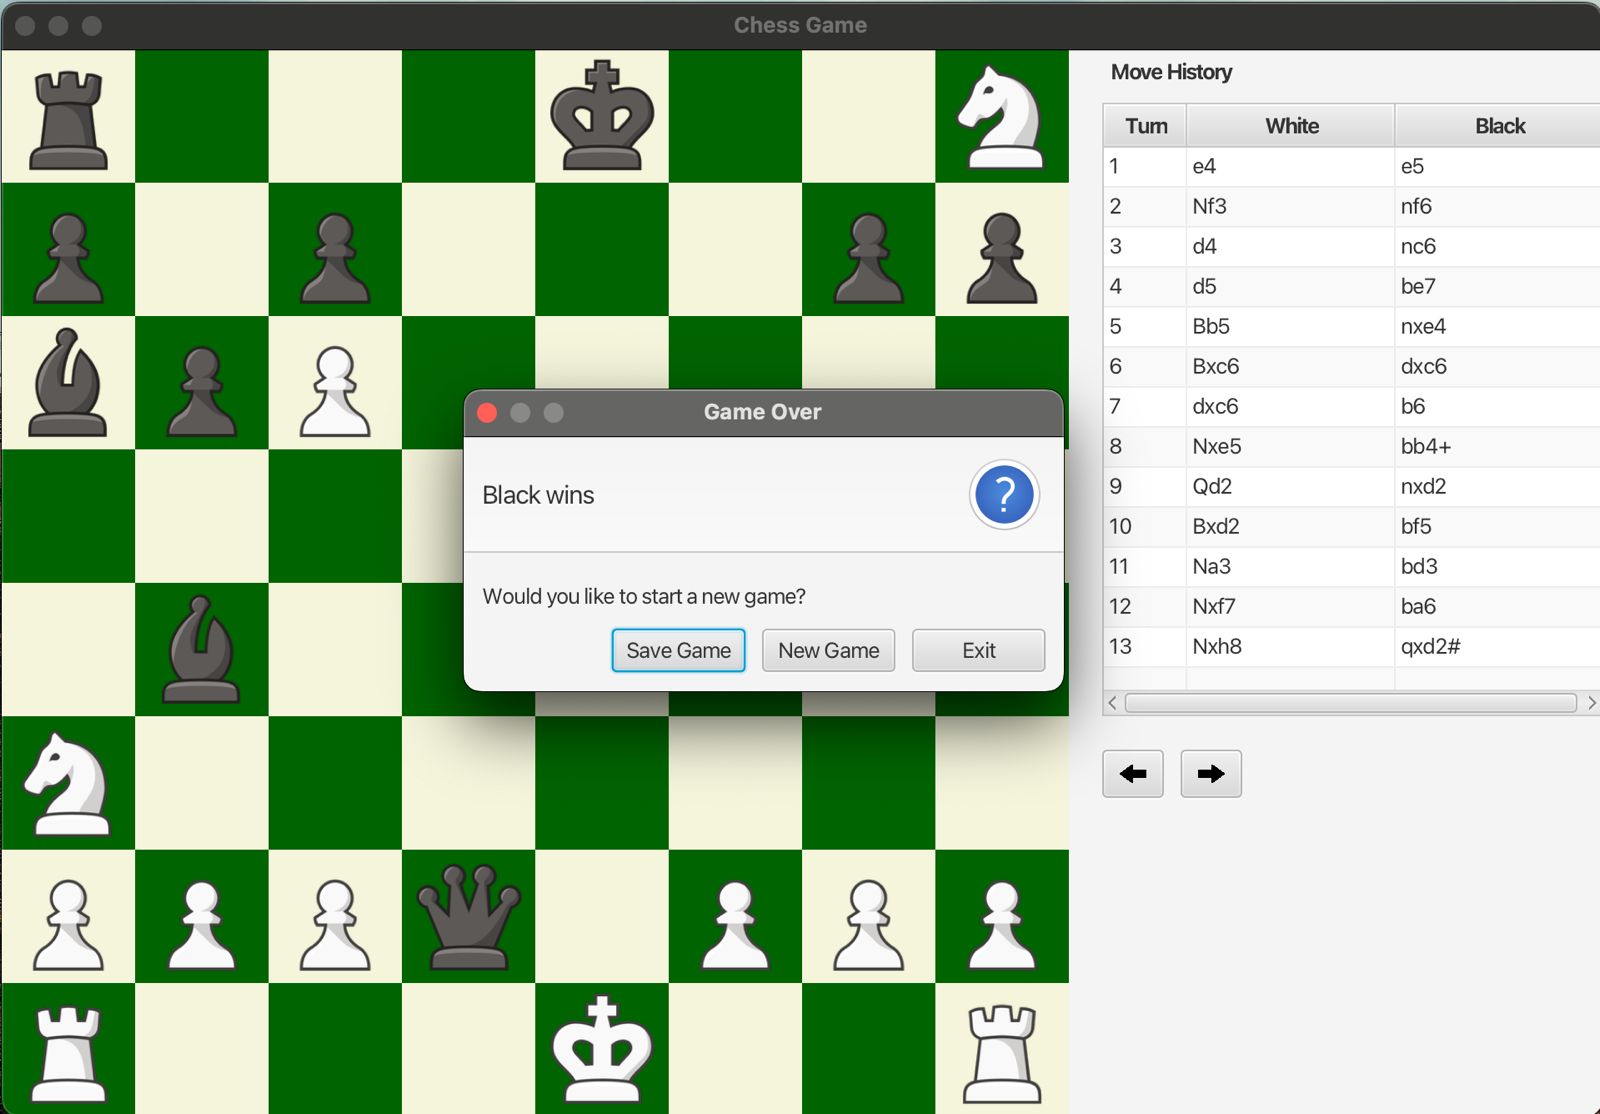 Chess Game
Move History
Turn White Black
1 e4 e5
2 Nf3 nf6
3 d4 nc6
4 d5 be7
5 Bb5 nxe4
6 Bxc6 dxc6
7 dxc6 b6
8 Nxe5 bb4+
9 Qd2 nxd2
10 Bxd2 bf5
11 Na3 bd3
12 Nxf7 ba6
13 Nxh8 qxd2#
Game Over
Black wins
?
Would you like to start a new game?
Save Game New Game Exit